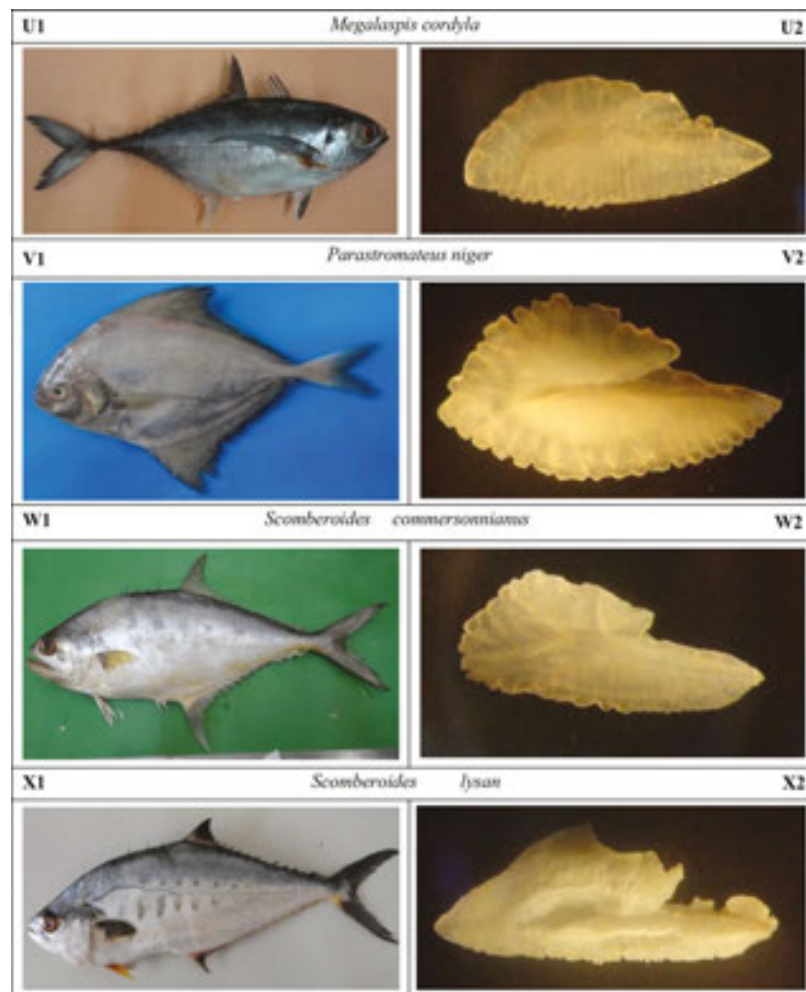 U1 Megalaspis cordyla U2
V1 Parastromateus niger V2
W1 Scomberoides commersonnianus W2
X1 Scomberoides lysan X2